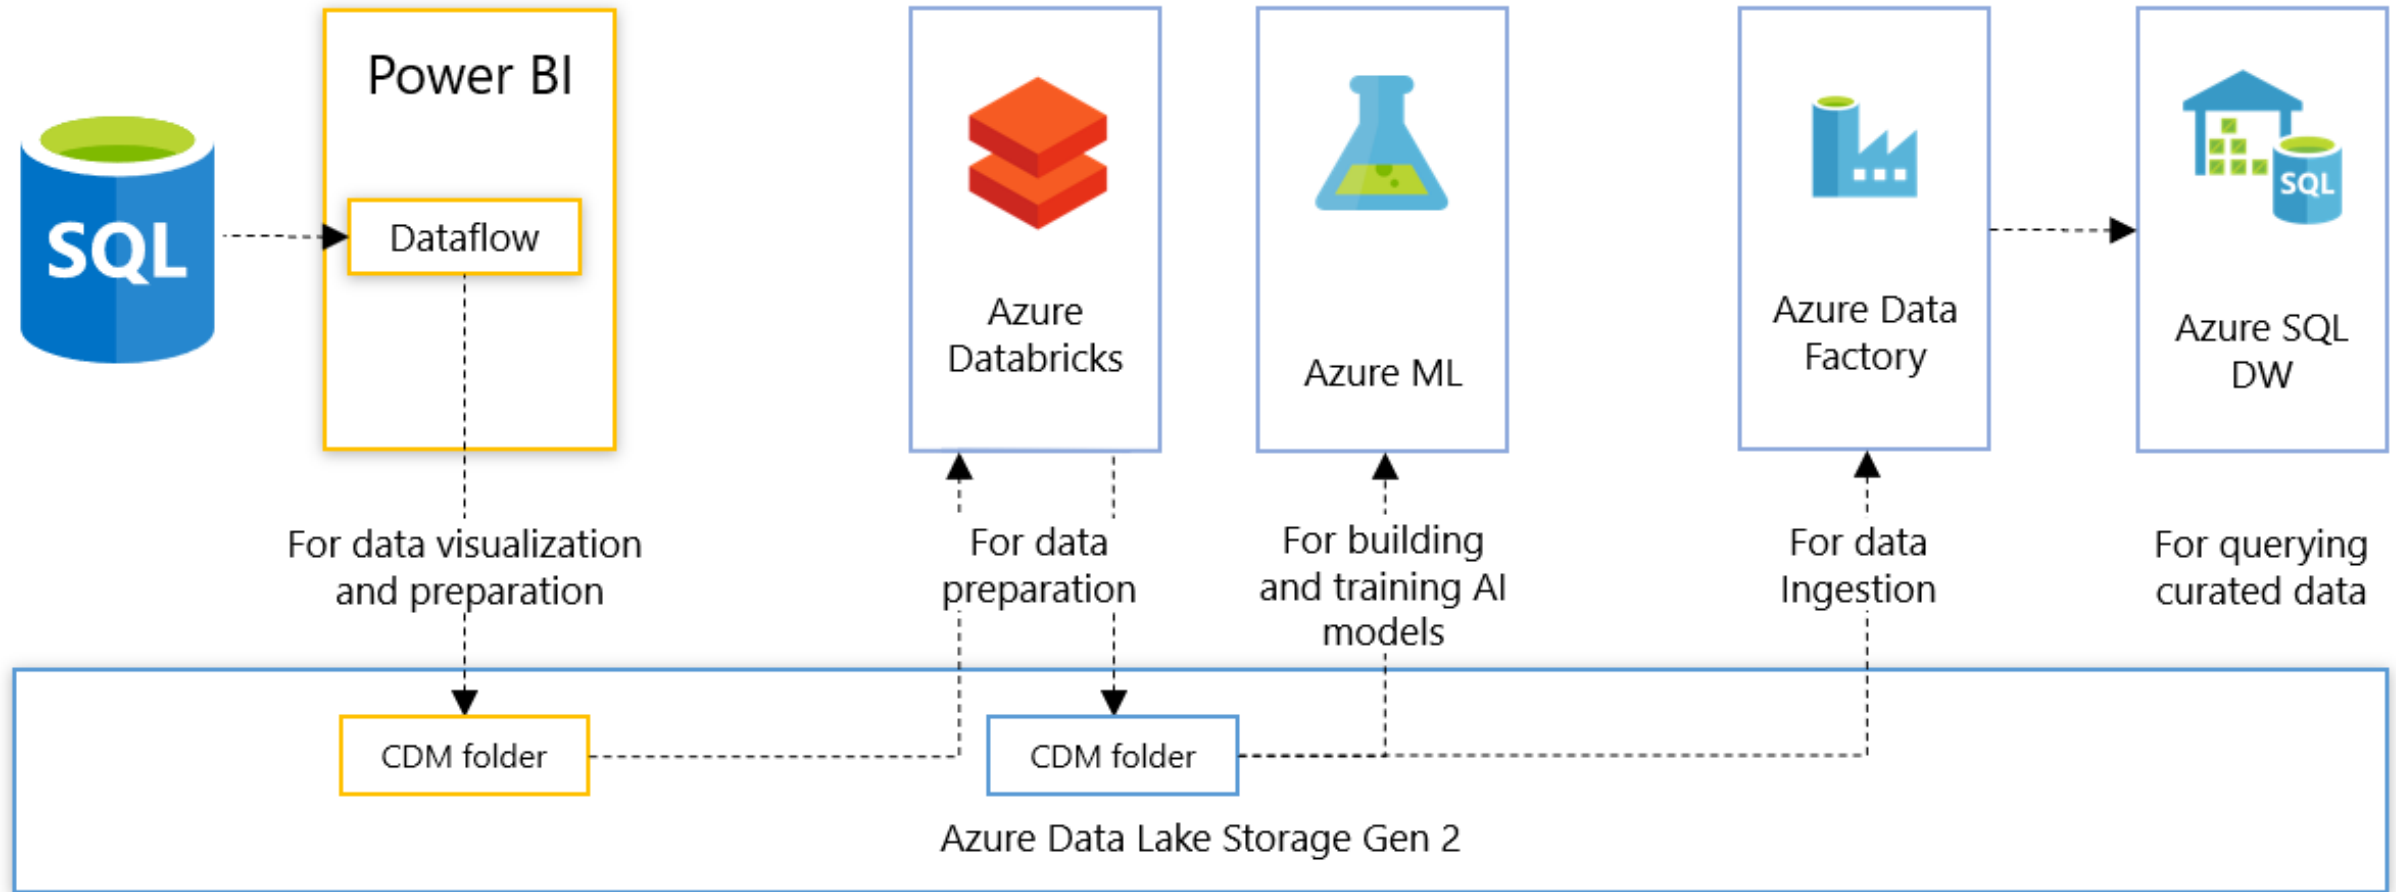 Power BI
SQL
Dataflow
For data visualization
and preparation
Azure
Databricks
For data
preparation
Azure ML
For building
and training AI
models
Azure Data
Factory
For data
Ingestion
SQL
Azure SQL
DW
For querying
curated data
CDM folder
CDM folder
Azure Data Lake Storage Gen 2